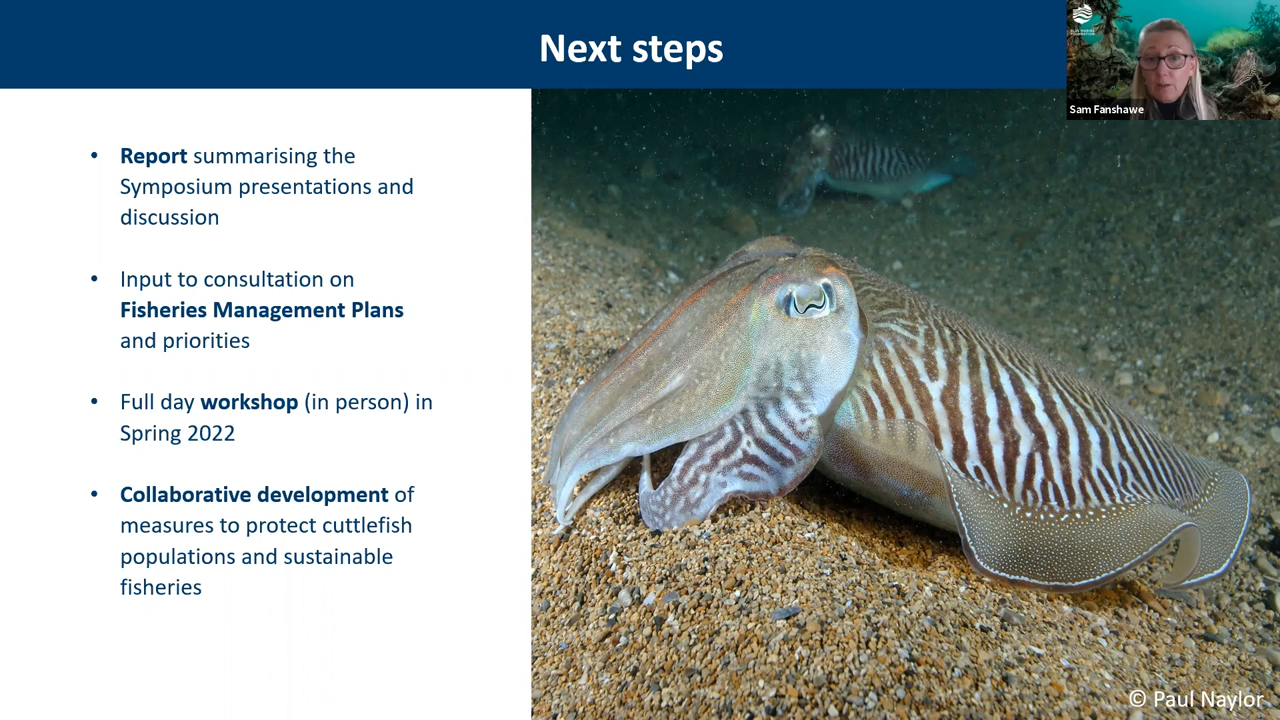 Next steps
Sam Fanshawe
• Report summarising the
Symposium presentations and
discussion
• Input to consultation on
Fisheries Management Plans
and priorities
• Full day workshop (in person) in
Spring 2022
• Collaborative development of
measures to protect cuttlefish
populations and sustainable
fisheries
© Paul Naylor